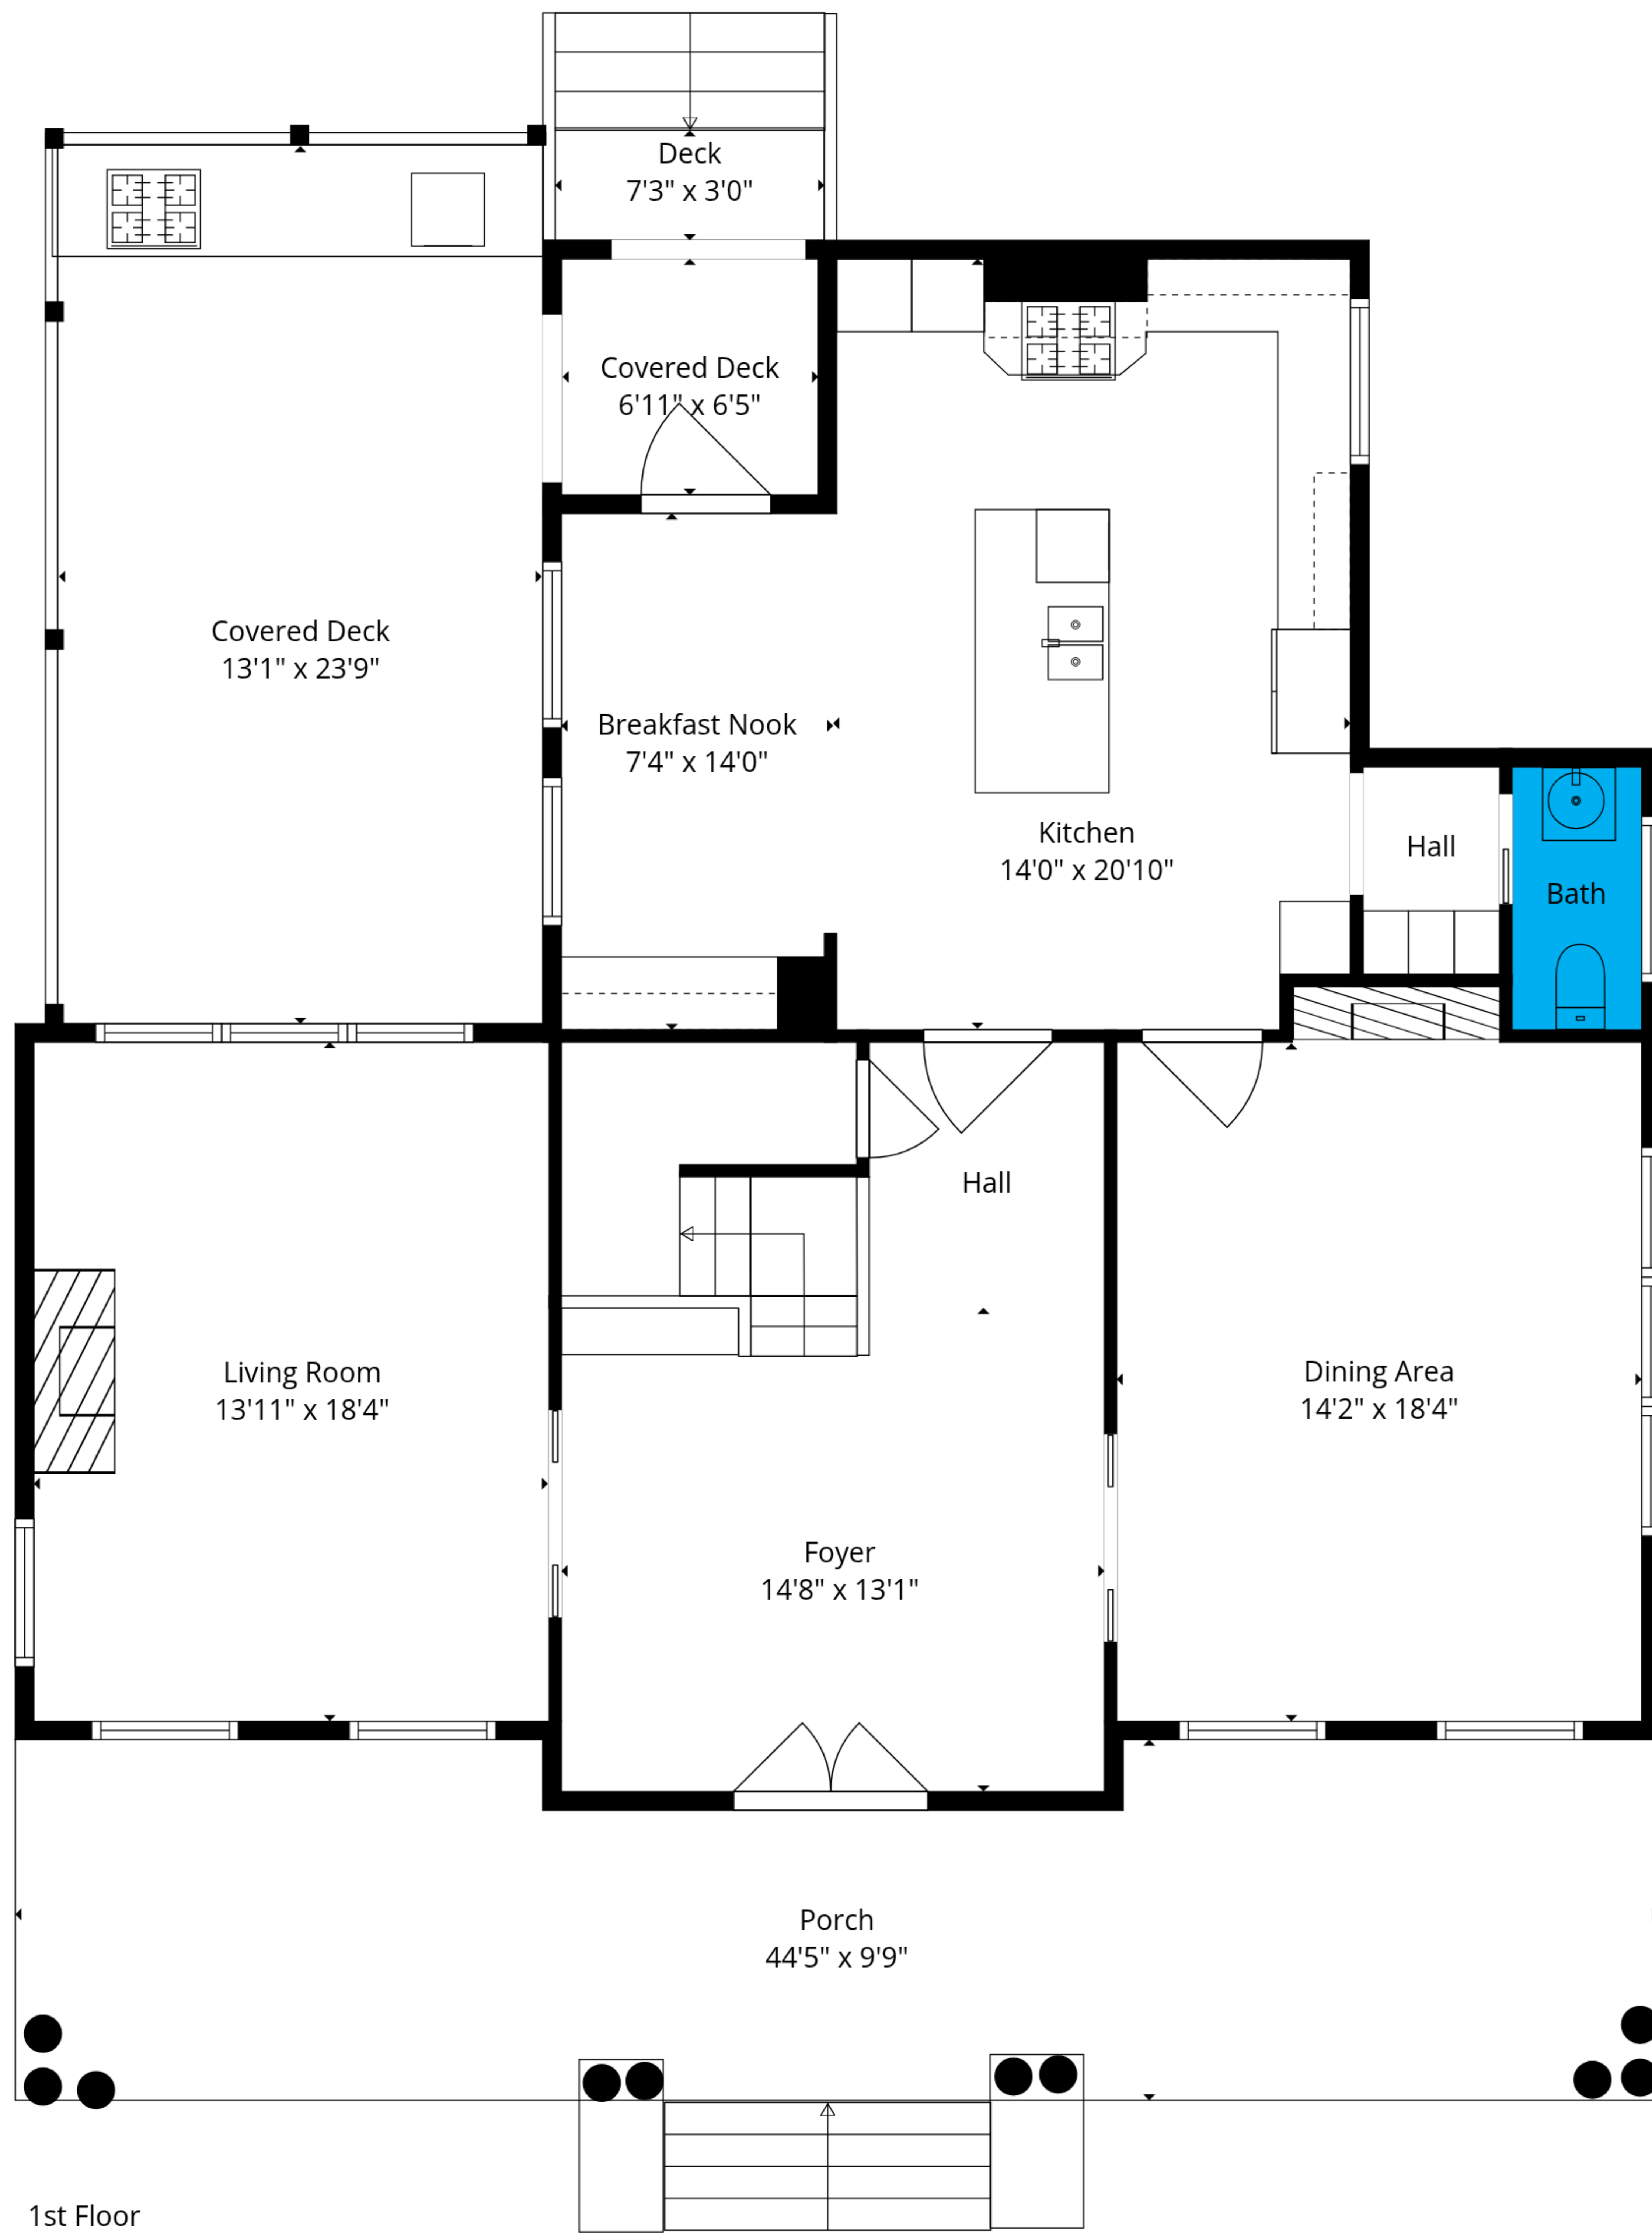 Deck
7'3" x 3'0"
Covered Deck
6'11" x 6'5"
Covered Deck
13'1" x 23'9"
Breakfast Nook
7'4" x 14'0"
Kitchen
14'0" x 20'10"
Hall
Bath
Hall
Living Room
13'11" x 18'4"
Dining Area
14'2" x 18'4"
Foyer
14'8" x 13'1"
Porch
44'5" x 9'9"
1st Floor